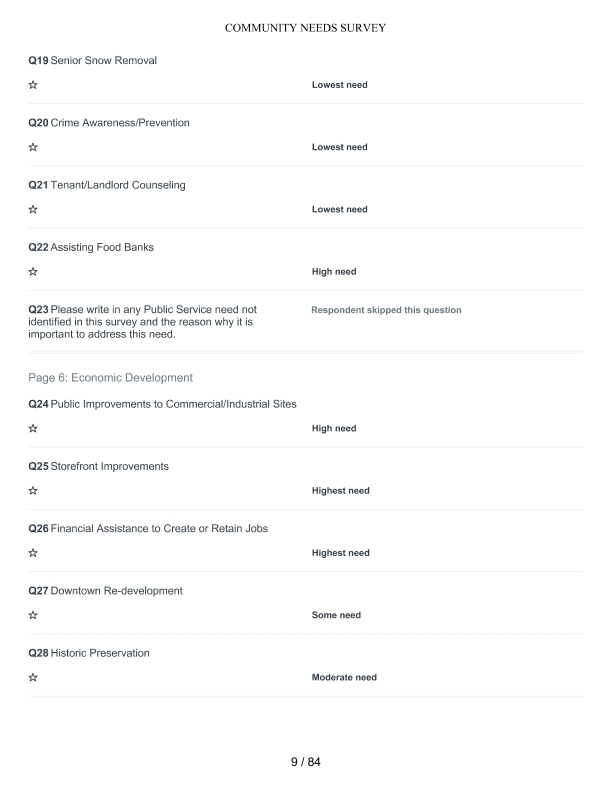 COMMUNITY NEEDS SURVEY
Q19 Senior Snow Removal
☆ Lowest need
Q20 Crime Awareness/Prevention
☆ Lowest need
Q21 Tenant/Landlord Counseling
☆ Lowest need
Q22 Assisting Food Banks
☆ High need
Q23 Please write in any Public Service need not Respondent skipped this question
identified in this survey and the reason why it is
important to address this need.
Page 6: Economic Development
Q24 Public Improvements to Commercial/Industrial Sites
☆ High need
Q25 Storefront Improvements
☆ Highest need
Q26 Financial Assistance to Create or Retain Jobs
☆ Highest need
Q27 Downtown Re-development
☆ Some need
Q28 Historic Preservation
☆ Moderate need
9 / 84